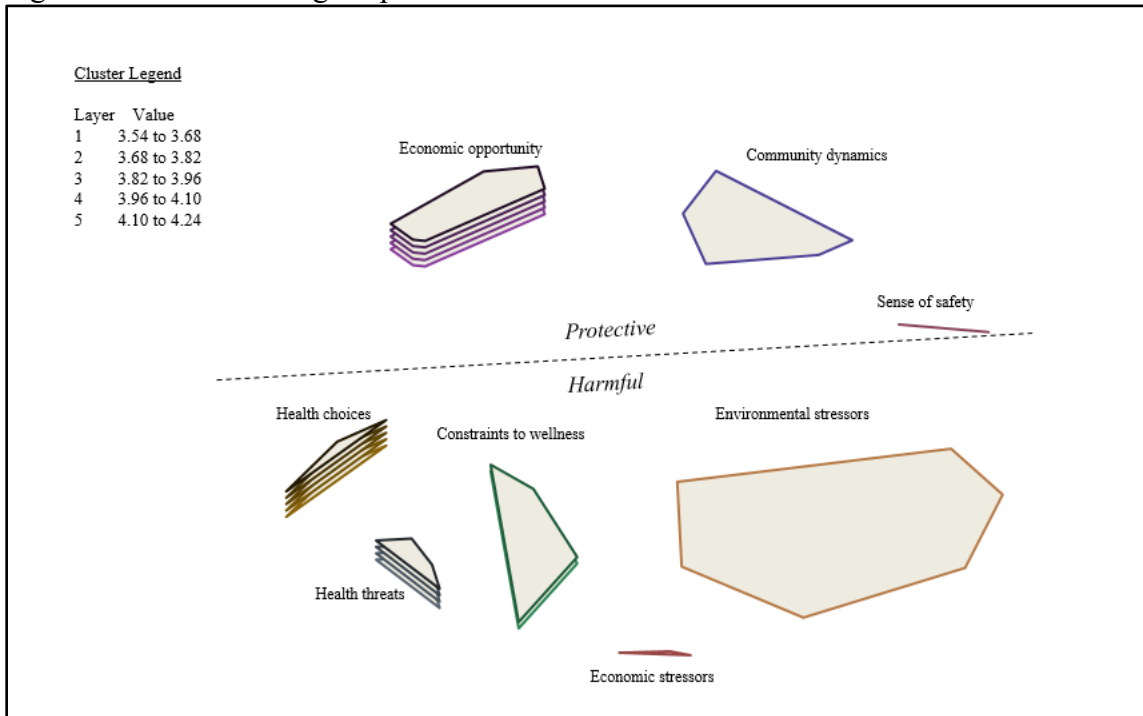 Cluster Legend
Layer Value
1 3.54 to 3.68
2 3.68 to 3.82
3 3.82 to 3.96
4 3.96 to 4.10
5 4.10 to 4.24
Economic opportunity
Community dynamics
Sense of safety
Protective
Harmful
Health choices
Constraints to wellness
Environmental stressors
Health threats
Economic stressors